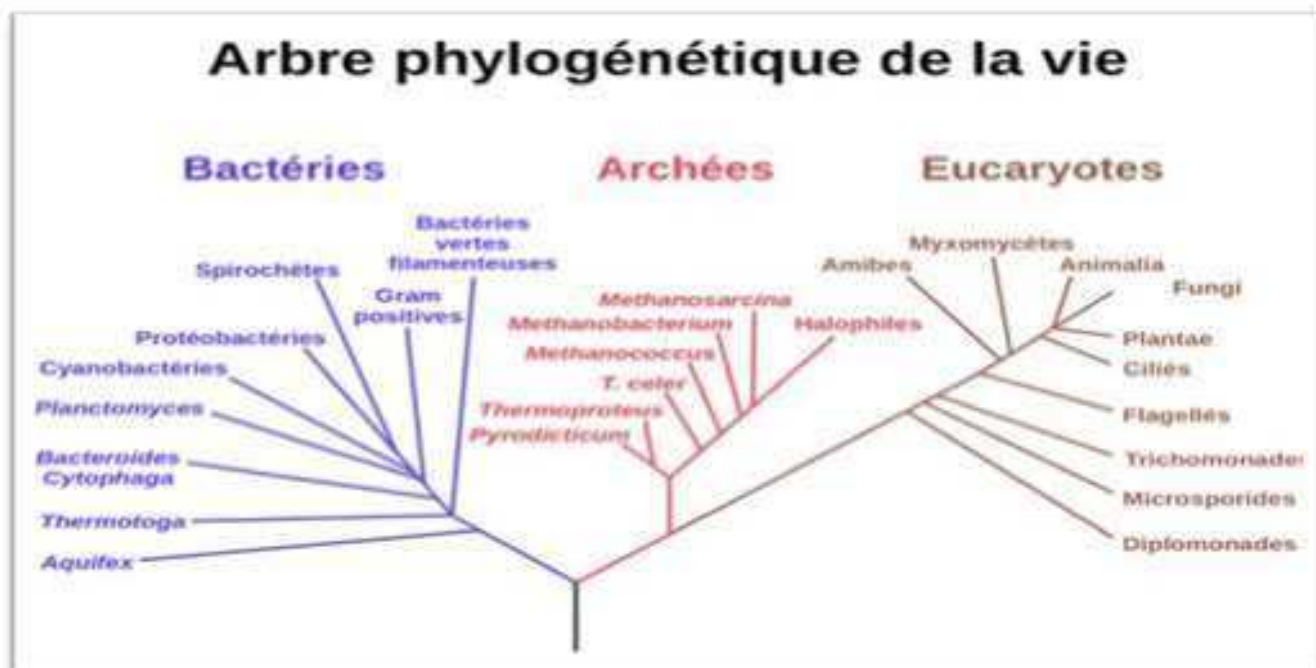 Arbre phylogénétique de la vie
Bactéries
Archées
Eucaryotes
Bactéries
vertes
filamenteuses
Spirochètes
Gram
positives
Protéobactéries
Cyanobactéries
Planctomyces
Bacteroides
Cytophaga
Thermotoga
Aquifex
Methanosarcina
Methanobacterium
Halophiles
Methanococcus
T. celer
Thermoproteus
Pyrodicticum
Myxomycètes
Amibes
Animalia
Fungi
Plantae
Ciliés
Flagellés
Trichomonades
Microsporides
Diplomonades